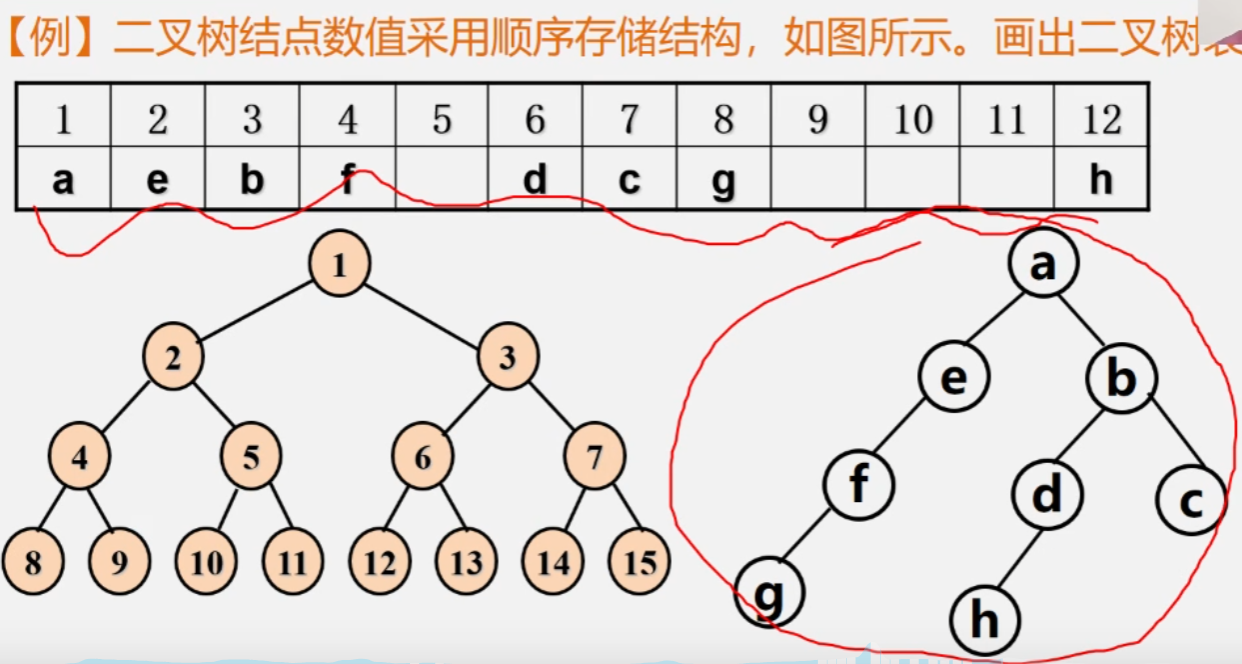 【例】二叉树结点数值采用顺序存储结构，如图所示。画出二叉树表
1 2 3 4 5 6 7 8 9 10 11 12
a e b f d c g h
1
2 3
4 5 6 7
8 9 10 11 12 13 14 15
a
e b
f d c
g h